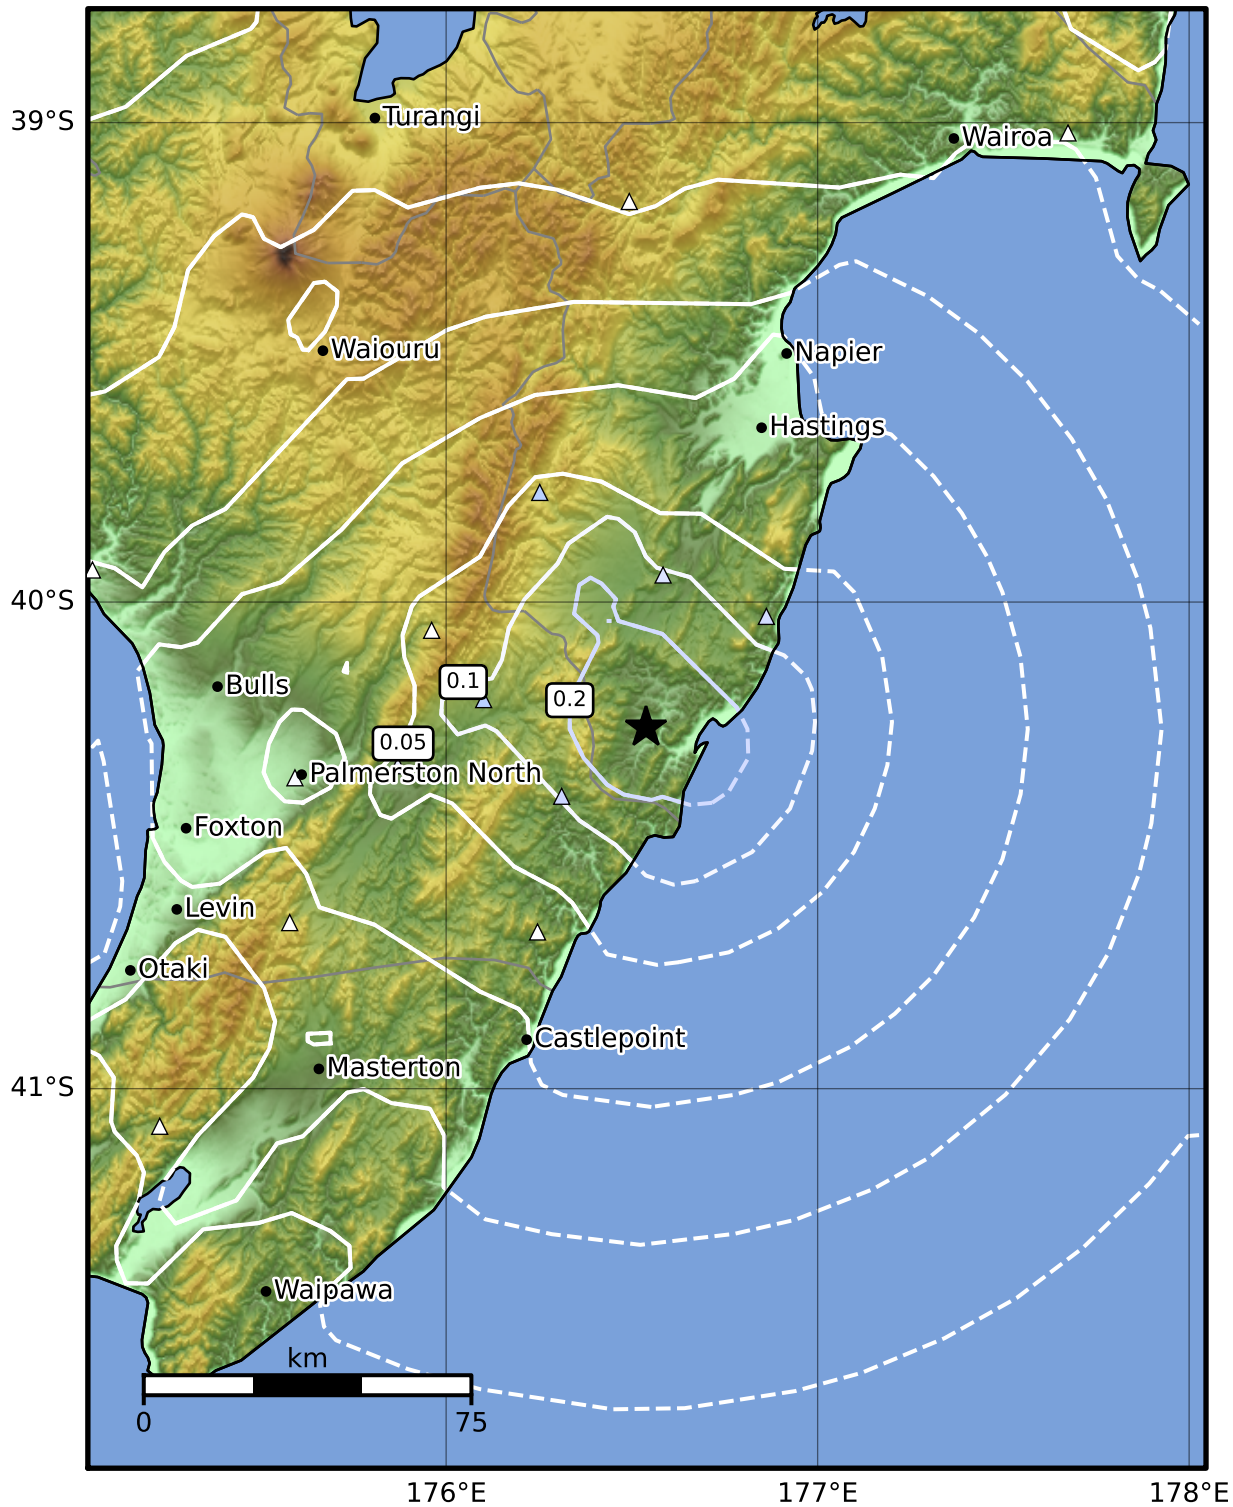 39°S
Turangi
Wairoa
Waiouru
Napier
Hastings
40°S
Bulls
0.1
0.2
0.05
Palmerston North
Foxton
Levin
Otaki
Castlepoint
Masterton
41°S
Waipawa
km
0
75
176°E
177°E
178°E